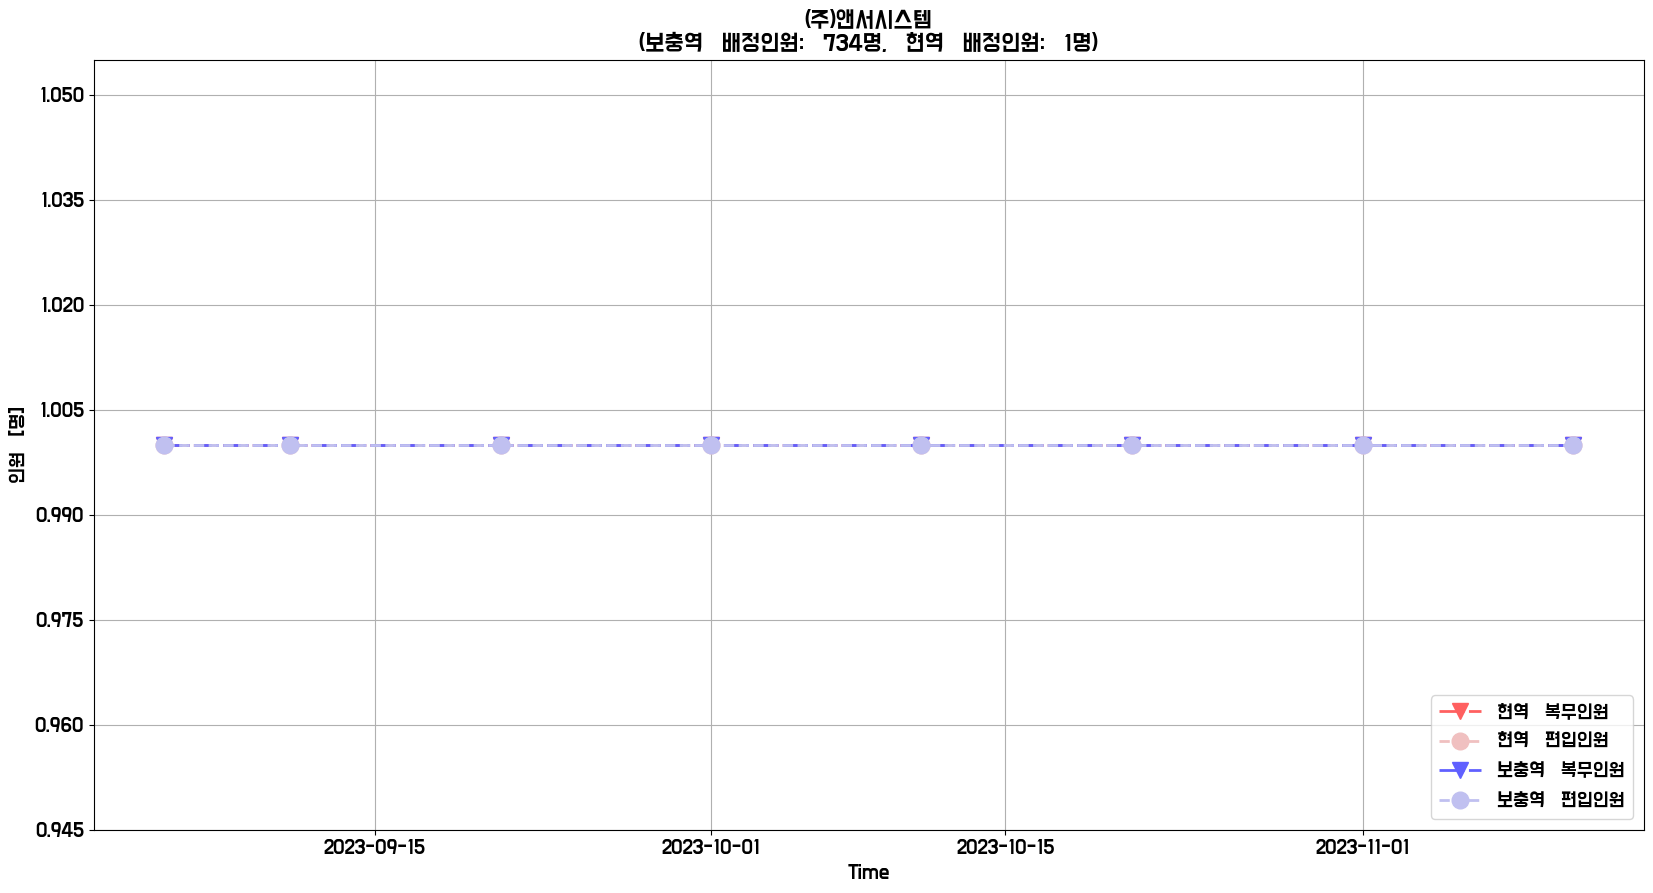 (주)앤서시스템
(보충역 배정인원: 734명, 현역 배정인원: 1명)
인원 [명]
1.050
1.035
1.020
1.005
0.990
0.975
0.960
0.945
2023-09-15
2023-10-01
2023-10-15
2023-11-01
Time
현역 복무인원
현역 편입인원
보충역 복무인원
보충역 편입인원